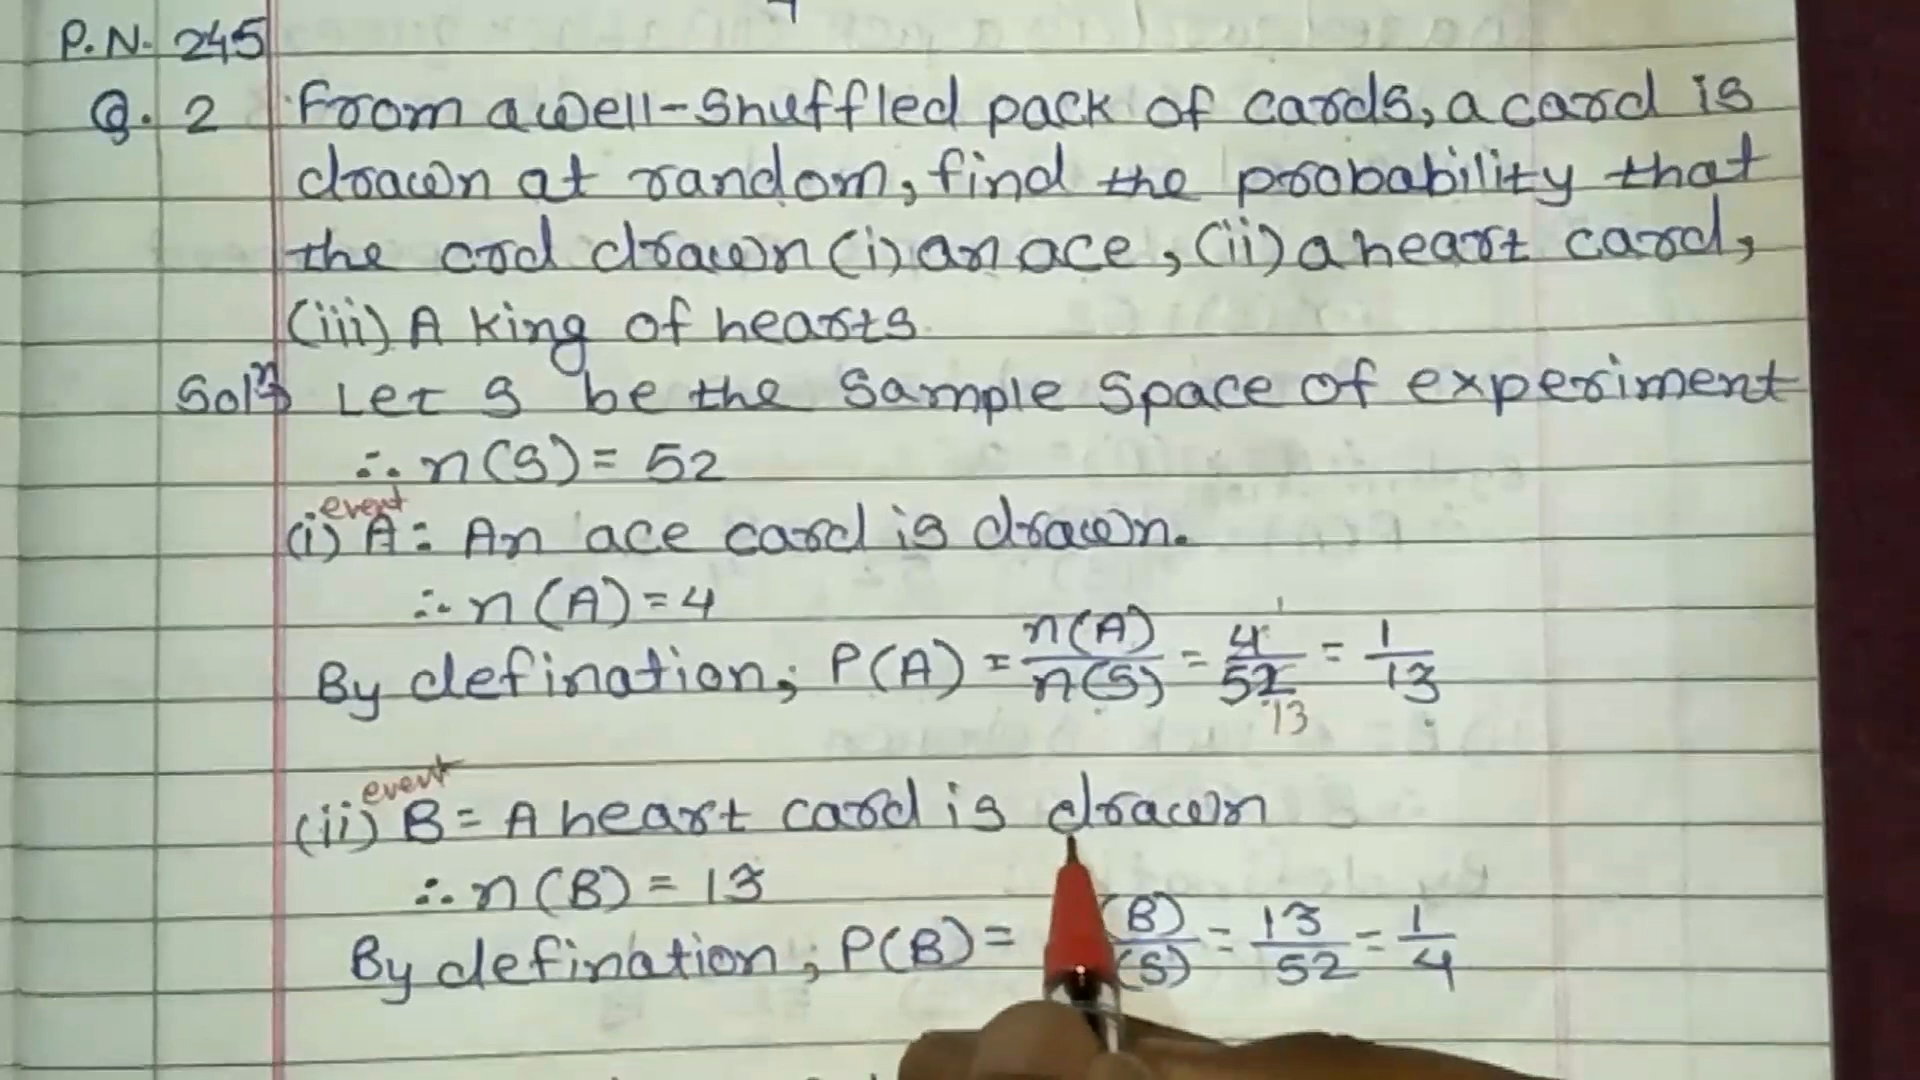 P.N. 245
Q. 2 From a well-shuffled pack of cards, a card is
drawn at random, find the probability that
the crd drawn (i) an ace, (ii) a heart card,
(iii) A king of hearts
Solⁿ Let S be the sample space of experiment
∴ n(S) = 52
event
(i) A: An ace card is drawn.
∴ n(A) = 4
By defination, P(A) = n(A)/n(S) = 4/52 = 1/13
1
13
event
(ii) B = A heart card is drawn
∴ n(B) = 13
By defination, P(B) = (B)/(S) = 13/52 = 1/4